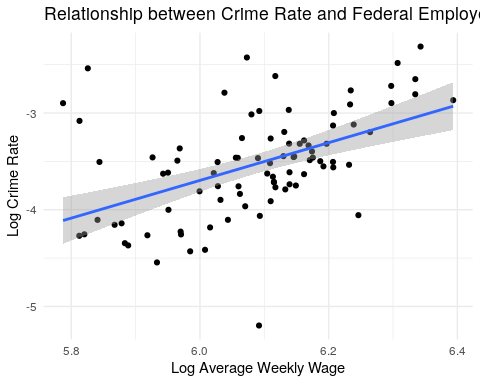 Relationship between Crime Rate and Federal Employe
-3
-4
-5
Log Crime Rate
5.8 6.0 6.2 6.4
Log Average Weekly Wage